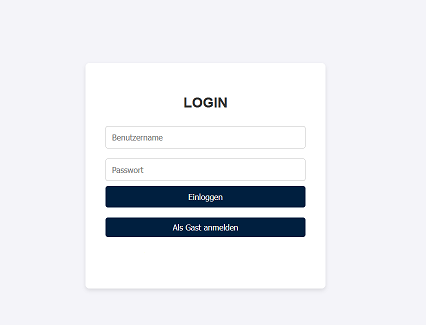 LOGIN
Benutzername
Passwort
Einloggen
Als Gast anmelden